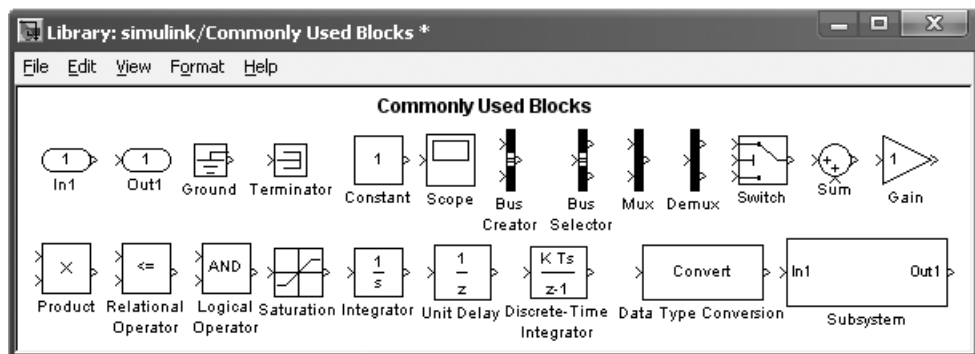 Library: simulink/Commonly Used Blocks *
File Edit View Format Help
Commonly Used Blocks
1 1 1 1
In1 Out1 Ground Terminator Constant Scope Bus Creator Bus Selector Mux Demux Switch Sum Gain
× <= AND 1/s 1/z K Ts/z-1 Convert In1 Out1
Product Relational Operator Logical Operator Saturation Integrator Unit Delay Discrete-Time Integrator Data Type Conversion Subsystem